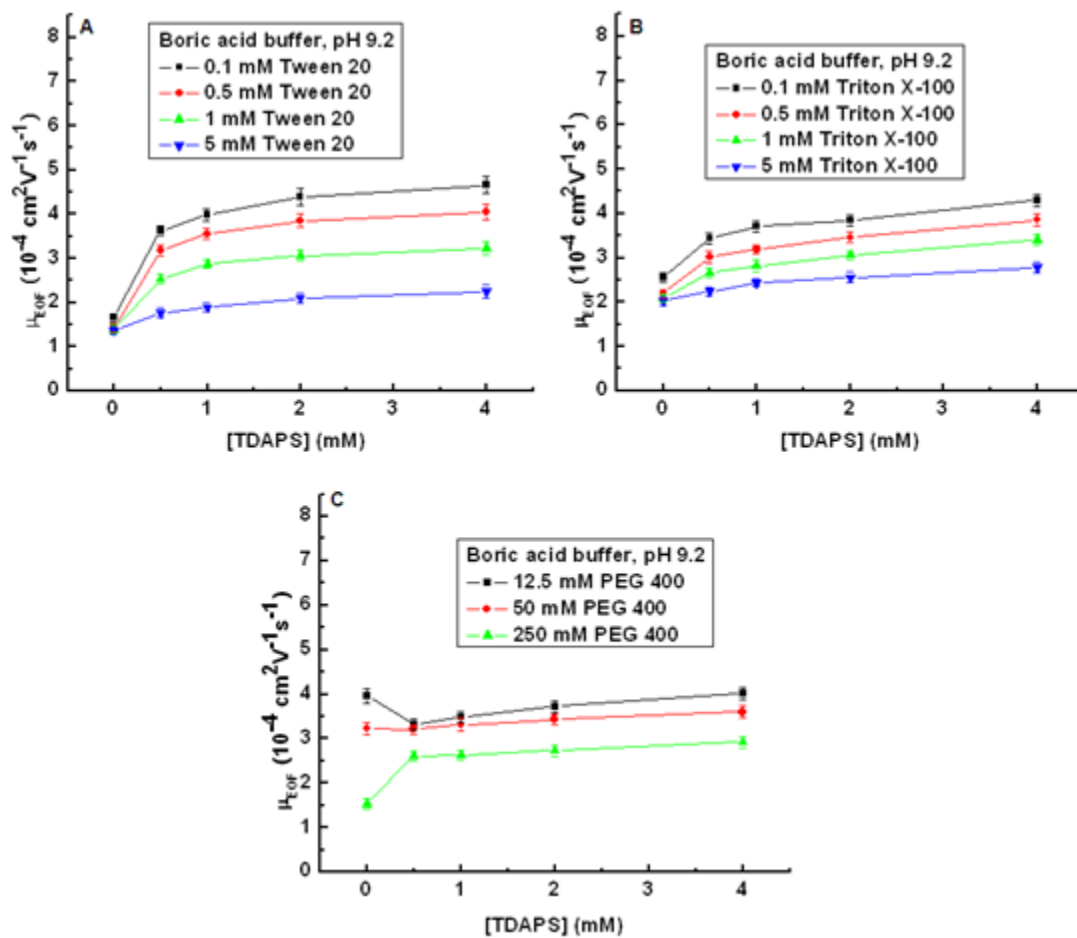 A
Boric acid buffer, pH 9.2
0.1 mM Tween 20
0.5 mM Tween 20
1 mM Tween 20
5 mM Tween 20
μEOF (10⁻⁴ cm²V⁻¹s⁻¹)
8
7
6
5
4
3
2
1
0
0 1 2 3 4
[TDAPS] (mM)
B
Boric acid buffer, pH 9.2
0.1 mM Triton X-100
0.5 mM Triton X-100
1 mM Triton X-100
5 mM Triton X-100
μEOF (10⁻⁴ cm²V⁻¹s⁻¹)
8
7
6
5
4
3
2
1
0
0 1 2 3 4
[TDAPS] (mM)
C
Boric acid buffer, pH 9.2
12.5 mM PEG 400
50 mM PEG 400
250 mM PEG 400
μEOF (10⁻⁴ cm²V⁻¹s⁻¹)
8
7
6
5
4
3
2
1
0
0 1 2 3 4
[TDAPS] (mM)